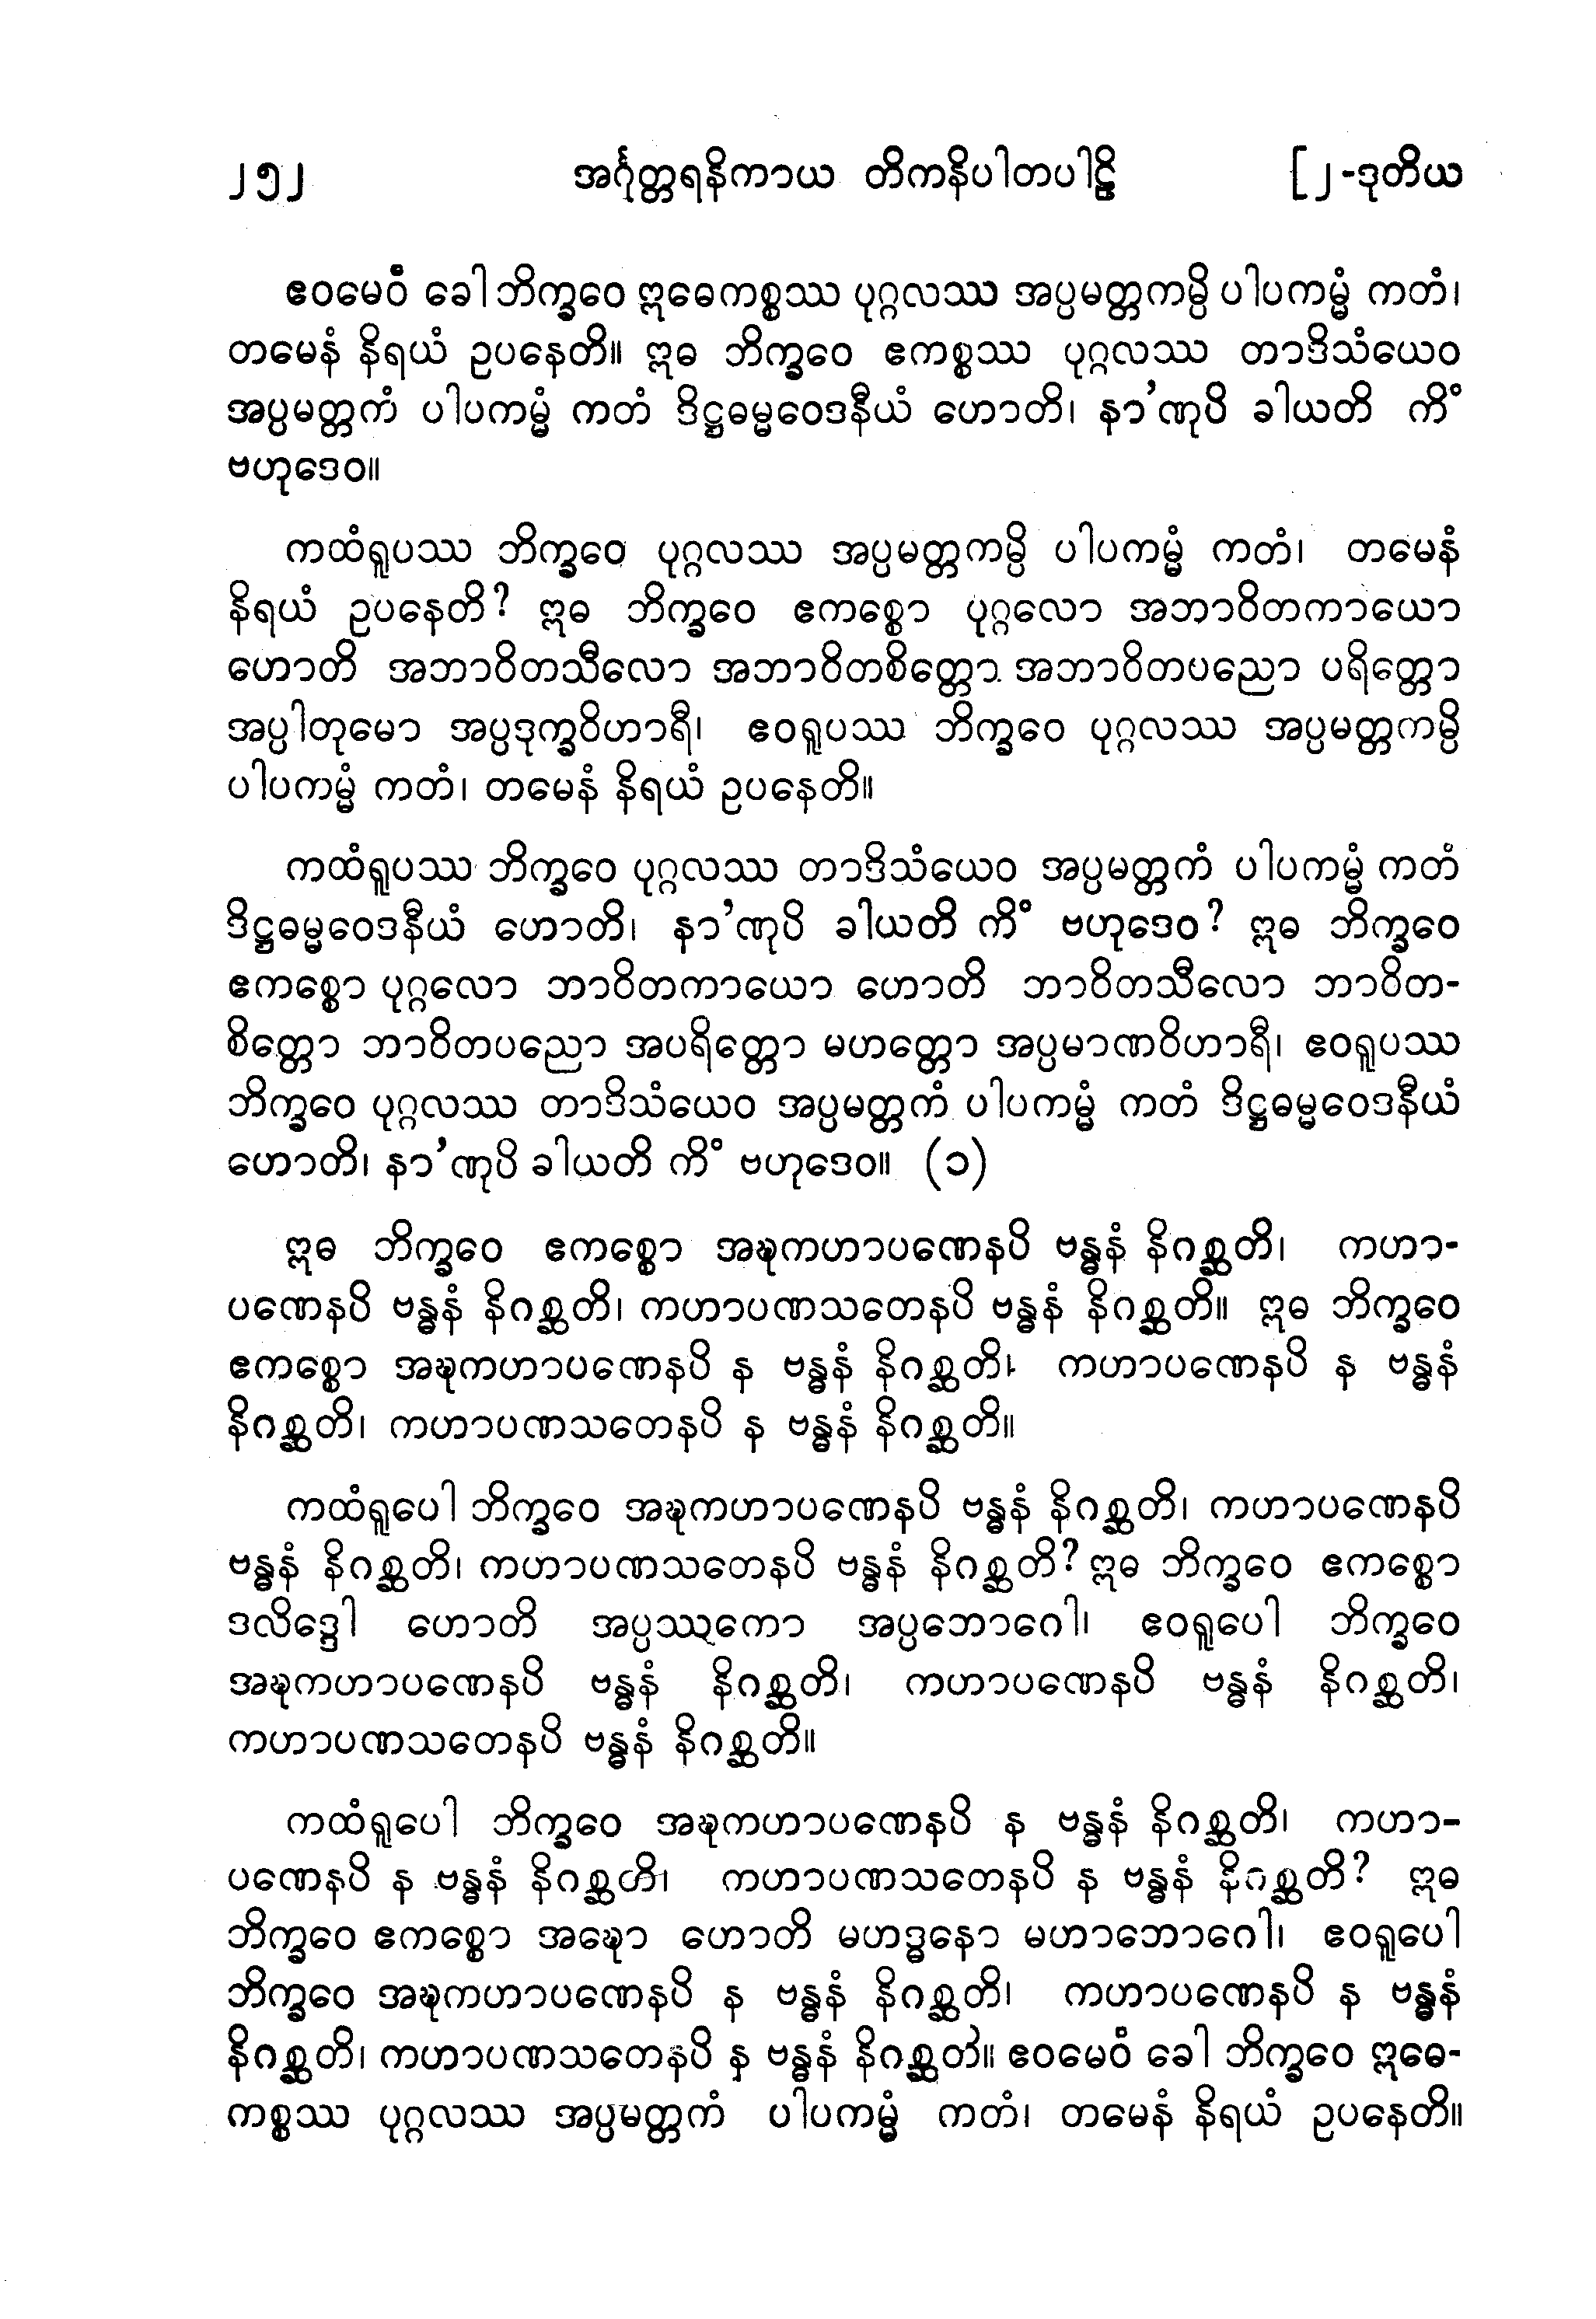 ၂၅၂ အင်္ဂုတ္တရနိကာယ တိကနိပါတပါဠိ [၂-ဒုတိယ
ဧဝမေဝံ ခေါ ဘိက္ခဝေ ဣဓေကစ္စဿ ပုဂ္ဂလဿ အပ္ပမတ္တကမ္ပိ ပါပကမ္မံ ကတံ၊
တမေနံ နိရယံ ဥပနေတိ။ ဣဓ ဘိက္ခဝေ ဧကစ္စဿ ပုဂ္ဂလဿ တာဒိသံယေဝ
အပ္ပမတ္တကံ ပါပကမ္မံ ကတံ ဒိဋ္ဌဓမ္မဝေဒနီယံ ဟောတိ၊ နာ’ဏုပိ ခါယတိ ကိံ
ဗဟုဒေဝ။
ကထံရူပဿ ဘိက္ခဝေ ပုဂ္ဂလဿ အပ္ပမတ္တကမ္ပိ ပါပကမ္မံ ကတံ၊ တမေနံ
နိရယံ ဥပနေတိ? ဣဓ ဘိက္ခဝေ ဧကစ္စော ပုဂ္ဂလော အဘာဝိတကာယော
ဟောတိ အဘာဝိတသီလော အဘာဝိတစိတ္တော အဘာဝိတပညော ပရိတ္တော
အပ္ပါတုမော အပ္ပဒုက္ခဝိဟာရီ၊ ဧဝရူပဿ ဘိက္ခဝေ ပုဂ္ဂလဿ အပ္ပမတ္တကမ္ပိ
ပါပကမ္မံ ကတံ၊ တမေနံ နိရယံ ဥပနေတိ။
ကထံရူပဿ ဘိက္ခဝေ ပုဂ္ဂလဿ တာဒိသံယေဝ အပ္ပမတ္တကံ ပါပကမ္မံ ကတံ
ဒိဋ္ဌဓမ္မဝေဒနီယံ ဟောတိ၊ နာ’ဏုပိ ခါယတိ ကိံ ဗဟုဒေဝ? ဣဓ ဘိက္ခဝေ
ဧကစ္စော ပုဂ္ဂလော ဘာဝိတကာယော ဟောတိ ဘာဝိတသီလော ဘာဝိတ-
စိတ္တော ဘာဝိတပညော အပရိတ္တော မဟတ္တော အပ္ပမာဏဝိဟာရီ၊ ဧဝရူပဿ
ဘိက္ခဝေ ပုဂ္ဂလဿ တာဒိသံယေဝ အပ္ပမတ္တကံ ပါပကမ္မံ ကတံ ဒိဋ္ဌဓမ္မဝေဒနီယံ
ဟောတိ၊ နာ’ဏုပိ ခါယတိ ကိံ ဗဟုဒေဝ။ (၁)
ဣဓ ဘိက္ခဝေ ဧကစ္စော အဍ္ဎကဟာပဏေနပိ ဗန္ဓနံ နိဂစ္ဆတိ၊ ကဟာ-
ပဏေနပိ ဗန္ဓနံ နိဂစ္ဆတိ၊ ကဟာပဏသတေနပိ ဗန္ဓနံ နိဂစ္ဆတိ။ ဣဓ ဘိက္ခဝေ
ဧကစ္စော အဍ္ဎကဟာပဏေနပိ န ဗန္ဓနံ နိဂစ္ဆတိ၊ ကဟာပဏေနပိ န ဗန္ဓနံ
နိဂစ္ဆတိ၊ ကဟာပဏသတေနပိ န ဗန္ဓနံ နိဂစ္ဆတိ။
ကထံရူပေါ ဘိက္ခဝေ အဍ္ဎကဟာပဏေနပိ ဗန္ဓနံ နိဂစ္ဆတိ၊ ကဟာပဏေနပိ
ဗန္ဓနံ နိဂစ္ဆတိ၊ ကဟာပဏသတေနပိ ဗန္ဓနံ နိဂစ္ဆတိ? ဣဓ ဘိက္ခဝေ ဧကစ္စော
ဒလိဒ္ဒေါ ဟောတိ အပ္ပဿကော အပ္ပဘောဂေါ၊ ဧဝရူပေါ ဘိက္ခဝေ
အဍ္ဎကဟာပဏေနပိ ဗန္ဓနံ နိဂစ္ဆတိ၊ ကဟာပဏေနပိ ဗန္ဓနံ နိဂစ္ဆတိ၊
ကဟာပဏသတေနပိ ဗန္ဓနံ နိဂစ္ဆတိ။
ကထံရူပေါ ဘိက္ခဝေ အဍ္ဎကဟာပဏေနပိ န ဗန္ဓနံ နိဂစ္ဆတိ၊ ကဟာ-
ပဏေနပိ န ဗန္ဓနံ နိဂစ္ဆတိ၊ ကဟာပဏသတေနပိ န ဗန္ဓနံ နိဂစ္ဆတိ? ဣဓ
ဘိက္ခဝေ ဧကစ္စော အဍ္ဎော ဟောတိ မဟဒ္ဓနော မဟာဘောဂေါ၊ ဧဝရူပေါ
ဘိက္ခဝေ အဍ္ဎကဟာပဏေနပိ န ဗန္ဓနံ နိဂစ္ဆတိ၊ ကဟာပဏေနပိ န ဗန္ဓနံ
နိဂစ္ဆတိ၊ ကဟာပဏသတေနပိ န ဗန္ဓနံ နိဂစ္ဆတိ။ ဧဝမေဝံ ခေါ ဘိက္ခဝေ ဣဓေ-
ကစ္စဿ ပုဂ္ဂလဿ အပ္ပမတ္တကံ ပါပကမ္မံ ကတံ၊ တမေနံ နိရယံ ဥပနေတိ။